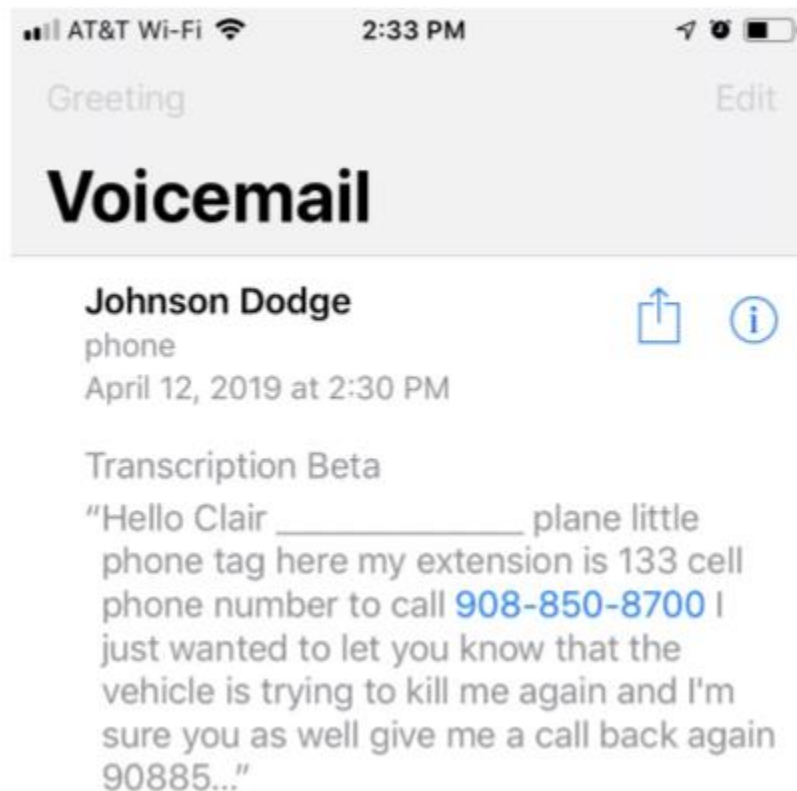 AT&T Wi-Fi 2:33 PM
Greeting Edit
Voicemail
Johnson Dodge
phone
April 12, 2019 at 2:30 PM
Transcription Beta
“Hello Clair ______________ plane little
phone tag here my extension is 133 cell
phone number to call 908-850-8700 I
just wanted to let you know that the
vehicle is trying to kill me again and I'm
sure you as well give me a call back again
90885...”